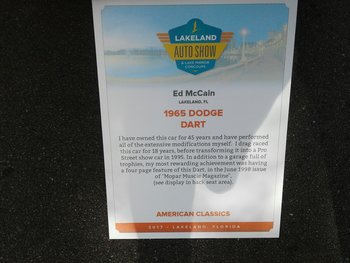 LAKELAND
AUTO SHOW
& LAKE MIRROR
CONCOURS
Ed McCain
LAKELAND, FL
1965 DODGE
DART
I have owned this car for 45 years and have performed
all of the extensive modifications myself. I drag raced
this car for 18 years, before transforming it into a Pro
Street show car in 1995. In addition to a garage full of
trophies, my most rewarding achievement was having
a four page feature of this Dart, in the June 1998 issue
of "Mopar Muscle Magazine".
(see display in back seat area).
AMERICAN CLASSICS
2017 - LAKELAND, FLORIDA